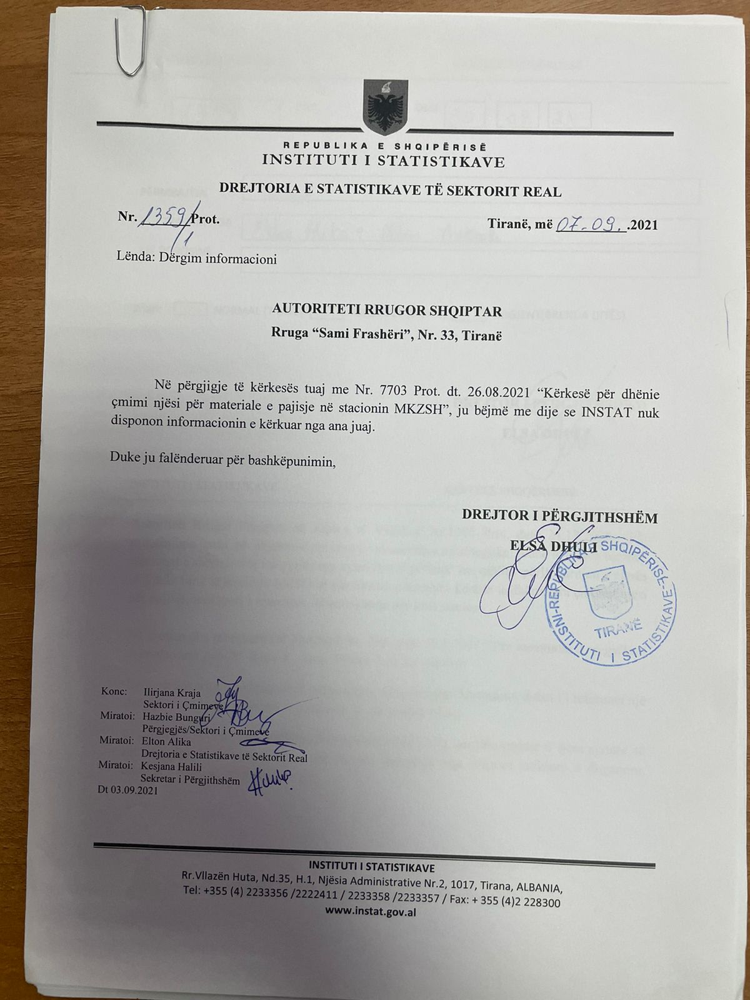 REPUBLIKA E SHQIPËRISË
INSTITUTI I STATISTIKAVE
DREJTORIA E STATISTIKAVE TË SEKTORIT REAL
Nr. 1359/1 Prot.
Tiranë, më 07.09..2021
Lënda: Dërgim informacioni
AUTORITETI RRUGOR SHQIPTAR
Rruga “Sami Frashëri”, Nr. 33, Tiranë
Në përgjigje të kërkesës tuaj me Nr. 7703 Prot. dt. 26.08.2021 “Kërkesë për dhënie
çmimi njësi për materiale e pajisje në stacionin MKZSH”, ju bëjmë me dije se INSTAT nuk
disponon informacionin e kërkuar nga ana juaj.
Duke ju falënderuar për bashkëpunimin,
DREJTOR I PËRGJITHSHËM
ELSA DHULI
REPUBLIKA E SHQIPËRISË
TIRANË
INSTITUTI I STATISTIKAVE
Konc: Ilirjana Kraja
Sektori i Çmimeve
Miratoi: Hazbie Bunguri
Përgjegjës/Sektori i Çmimeve
Miratoi: Elton Alika
Drejtoria e Statistikave të Sektorit Real
Miratoi: Kesjana Halili
Sekretar i Përgjithshëm
Dt 03.09.2021
INSTITUTI I STATISTIKAVE
Rr.Vllazën Huta, Nd.35, H.1, Njësia Administrative Nr.2, 1017, Tirana, ALBANIA,
Tel: +355 (4) 2233356 /2222411 / 2233358 /2233357 / Fax: + 355 (4)2 228300
www.instat.gov.al